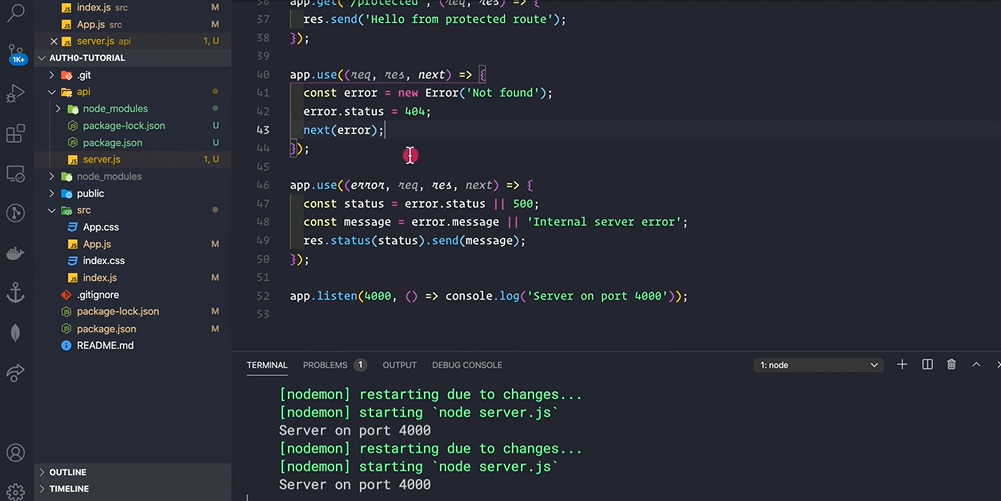 index.js src M
App.js src M
server.js api 1, U
AUTH0-TUTORIAL
.git
api
node_modules
package-lock.json U
package.json U
server.js 1, U
node_modules
public
src
App.css
App.js M
index.css
index.js M
.gitignore
package-lock.json M
package.json M
README.md
OUTLINE
TIMELINE
1K+
36 app.get('/protected', (req, res) => {
37 res.send('Hello from protected route');
38 });
39
40 app.use((req, res, next) => {
41 const error = new Error('Not found');
42 error.status = 404;
43 next(error);
44 });
45
46 app.use((error, req, res, next) => {
47 const status = error.status || 500;
48 const message = error.message || 'Internal server error';
49 res.status(status).send(message);
50 });
51
52 app.listen(4000, () => console.log('Server on port 4000'));
53
TERMINAL PROBLEMS 1 OUTPUT DEBUG CONSOLE 1: node
[nodemon] restarting due to changes...
[nodemon] starting `node server.js`
Server on port 4000
[nodemon] restarting due to changes...
[nodemon] starting `node server.js`
Server on port 4000